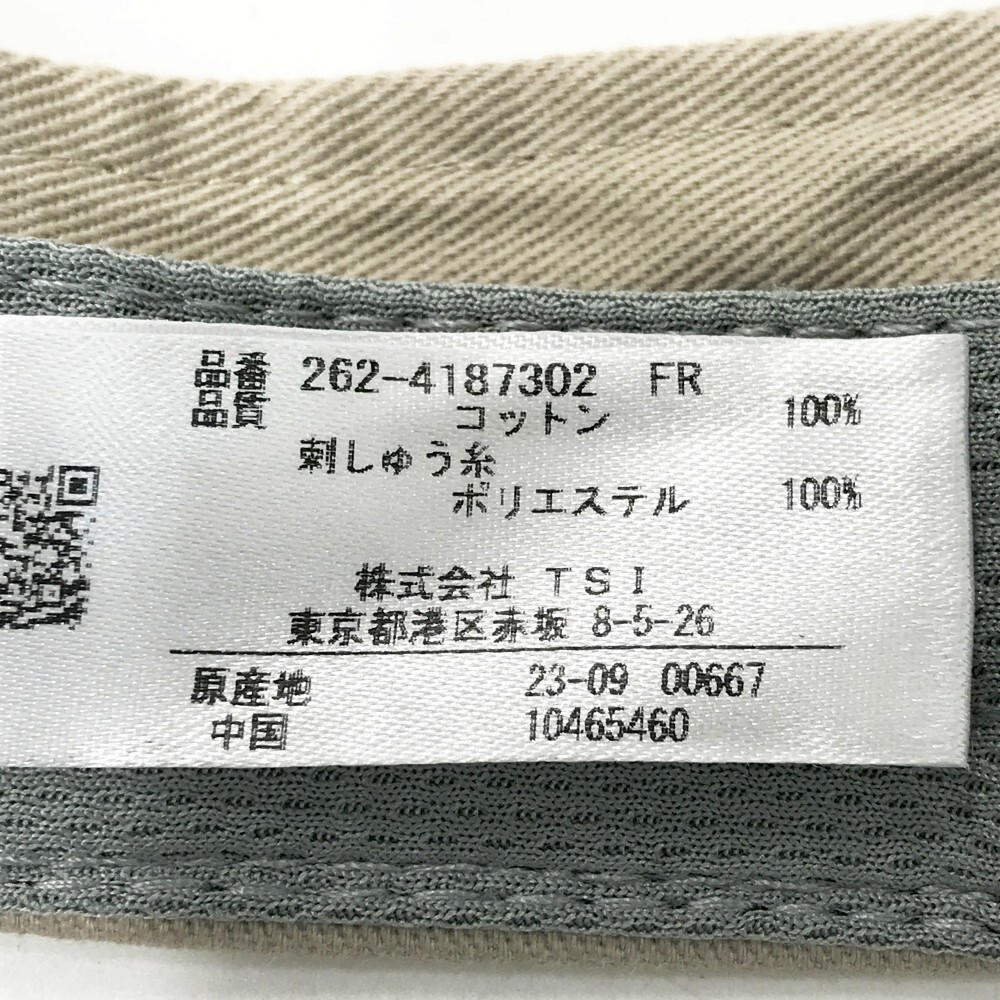 品番 262-4187302 FR
品質 コットン 100%
刺しゅう糸
ポリエステル 100%
株式会社 TSI
東京都港区赤坂 8-5-26
原産地 23-09 00667
中国 10465460